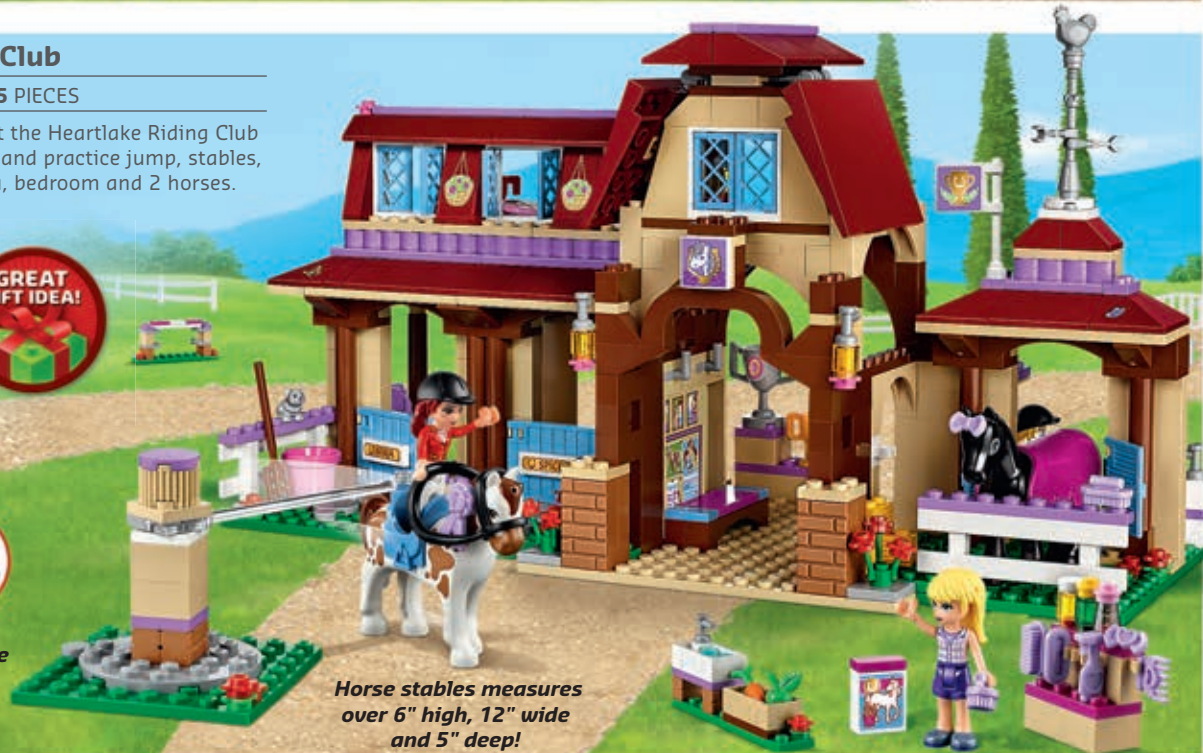 Club
5 PIECES
t the Heartlake Riding Club
and practice jump, stables,
, bedroom and 2 horses.
GREAT
IFT IDEA!
Horse stables measures
over 6" high, 12" wide
and 5" deep!